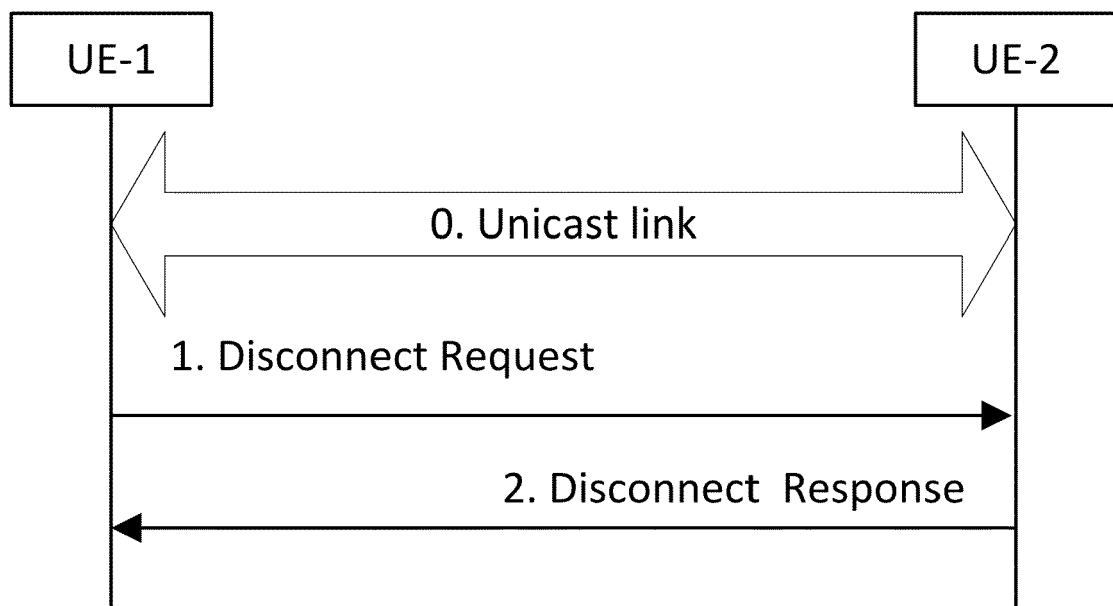 UE-1
UE-2
0. Unicast link
1. Disconnect Request
2. Disconnect  Response